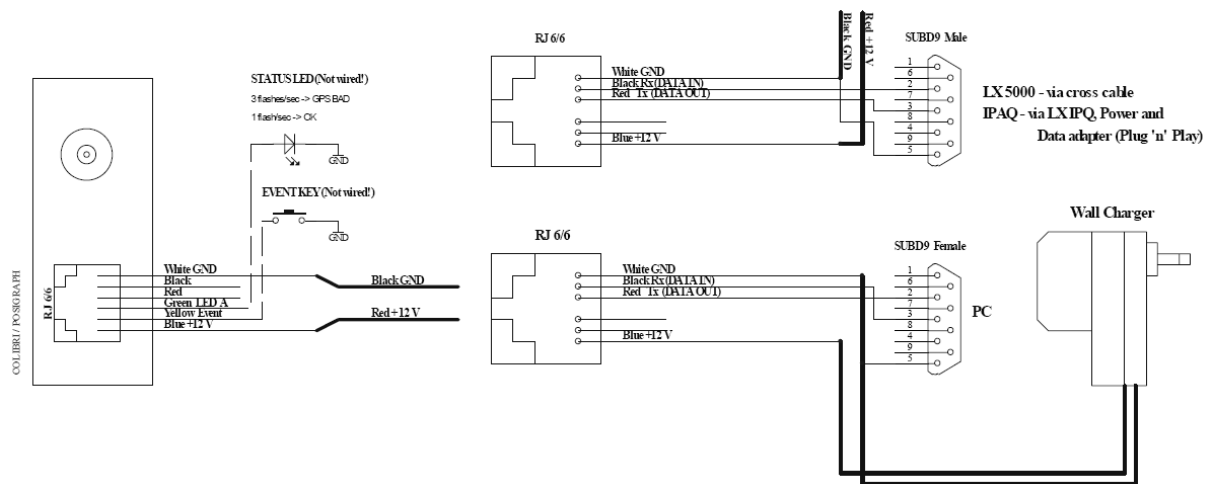 COLIBRI / POSIGRAPH
STATUS LED (Not wired!)
3 flashes/sec -> GPS BAD
1 flash/sec -> OK
GND
EVENT KEY (Not wired!)
GND
RJ 6/6
White GND
Black
Red
Green LED A
Yellow Event
Blue +12 V
Black GND
Red +12 V
RJ 6/6
White GND
Black Rx (DATA IN)
Red Tx (DATA OUT)
Blue +12 V
Black GND
Red +12 V
SUBD9 Male
1
6
2
7
3
8
4
9
5
LX 5000 - via cross cable
IPAQ - via LX IPQ, Power and
Data adapter (Plug 'n' Play)
RJ 6/6
White GND
Black Rx (DATA IN)
Red Tx (DATA OUT)
Blue +12 V
SUBD9 Female
1
6
2
7
3
8
4
9
5
PC
Wall Charger